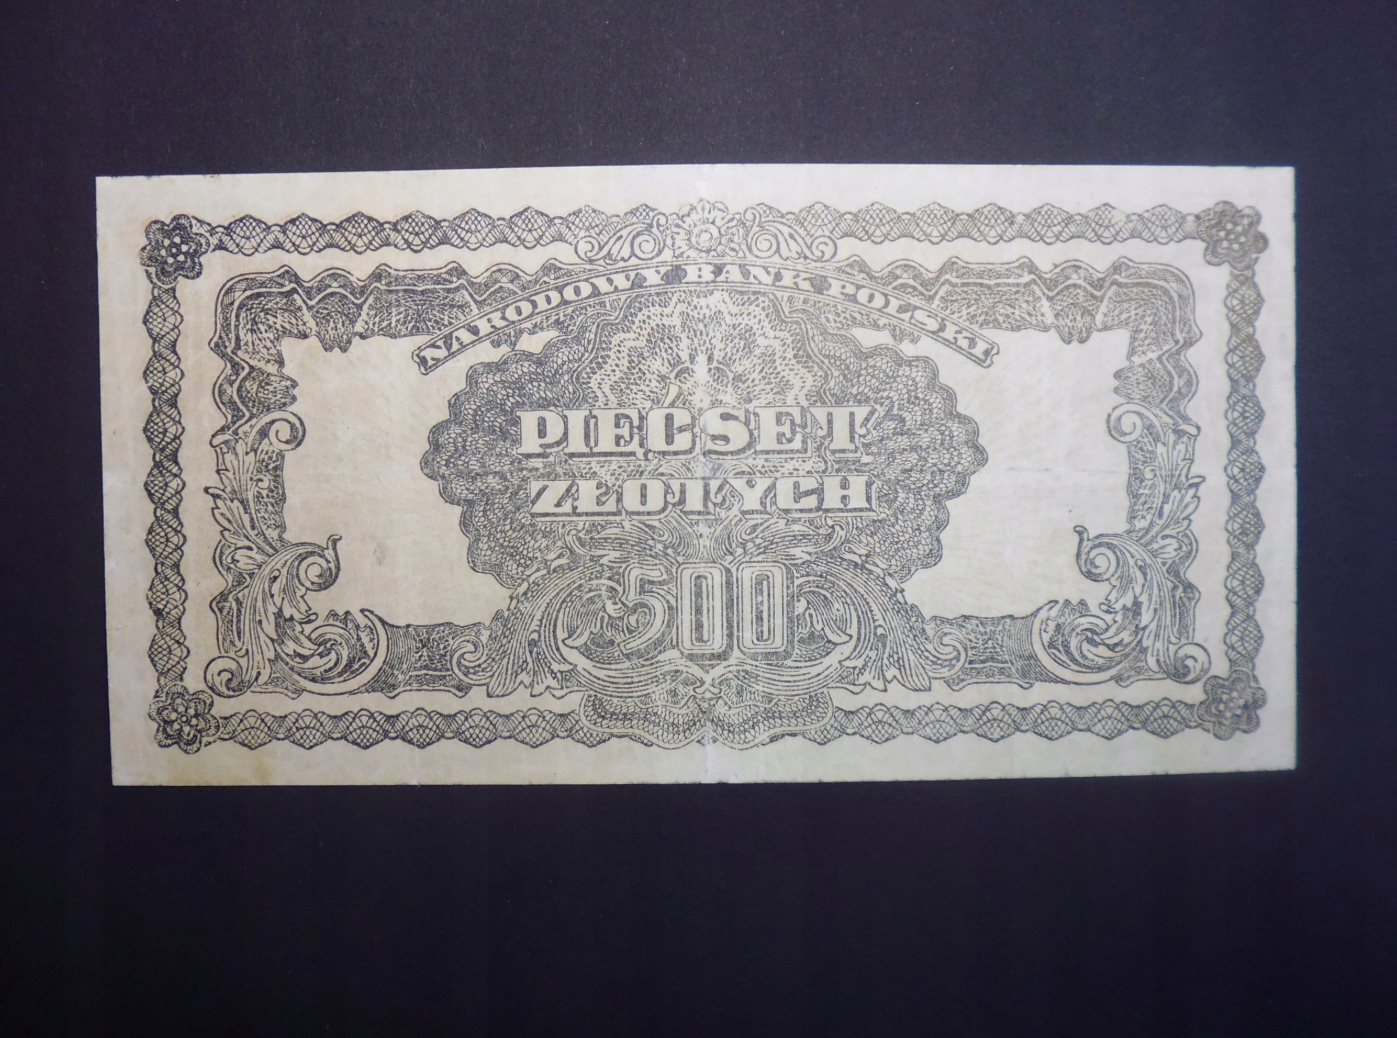 NARODOWY BANK POLSKI
PIĘCSET
ZŁOTYCH
500